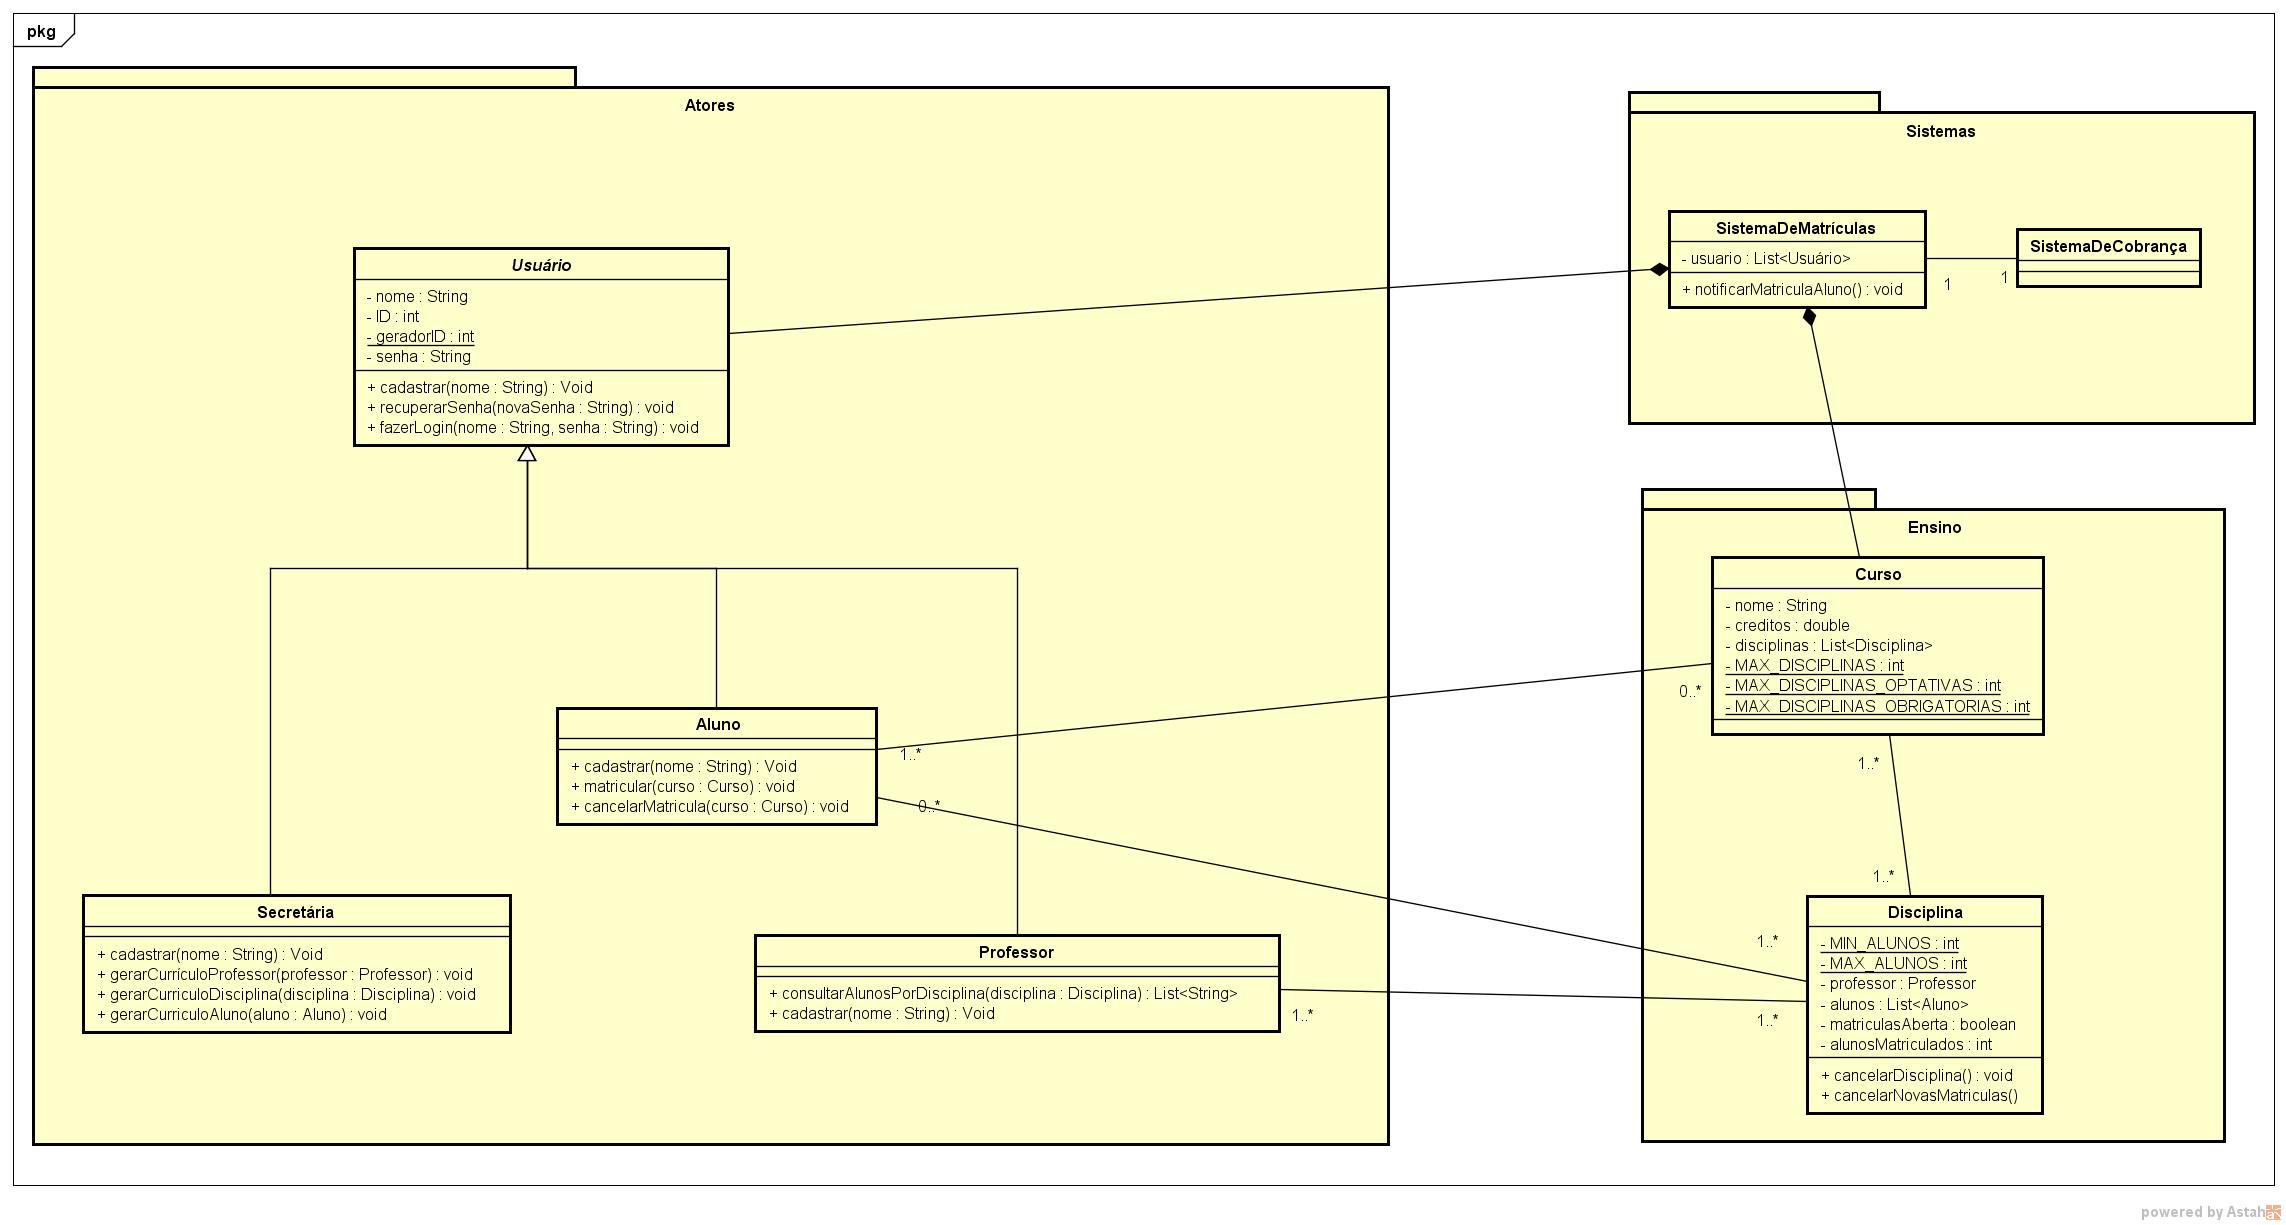 pkg
Atores
Usuário
- nome : String
- ID : int
- geradorID : int
- senha : String
+ cadastrar(nome : String) : Void
+ recuperarSenha(novaSenha : String) : void
+ fazerLogin(nome : String, senha : String) : void
Aluno
+ cadastrar(nome : String) : Void
+ matricular(curso : Curso) : void
+ cancelarMatricula(curso : Curso) : void
1..*
0..*
Secretária
+ cadastrar(nome : String) : Void
+ gerarCurrículoProfessor(professor : Professor) : void
+ gerarCurriculoDisciplina(disciplina : Disciplina) : void
+ gerarCurriculoAluno(aluno : Aluno) : void
Professor
+ consultarAlunosPorDisciplina(disciplina : Disciplina) : List<String>
+ cadastrar(nome : String) : Void
1..*
Sistemas
SistemaDeMatrículas
- usuario : List<Usuário>
+ notificarMatriculaAluno() : void
1
1
SistemaDeCobrança
Ensino
Curso
- nome : String
- creditos : double
- disciplinas : List<Disciplina>
- MAX_DISCIPLINAS : int
- MAX_DISCIPLINAS_OPTATIVAS : int
- MAX_DISCIPLINAS_OBRIGATORIAS : int
0..*
1..*
1..*
Disciplina
- MIN_ALUNOS : int
- MAX_ALUNOS : int
- professor : Professor
- alunos : List<Aluno>
- matriculasAberta : boolean
- alunosMatriculados : int
+ cancelarDisciplina() : void
+ cancelarNovasMatriculas()
1..*
1..*
powered by Astah